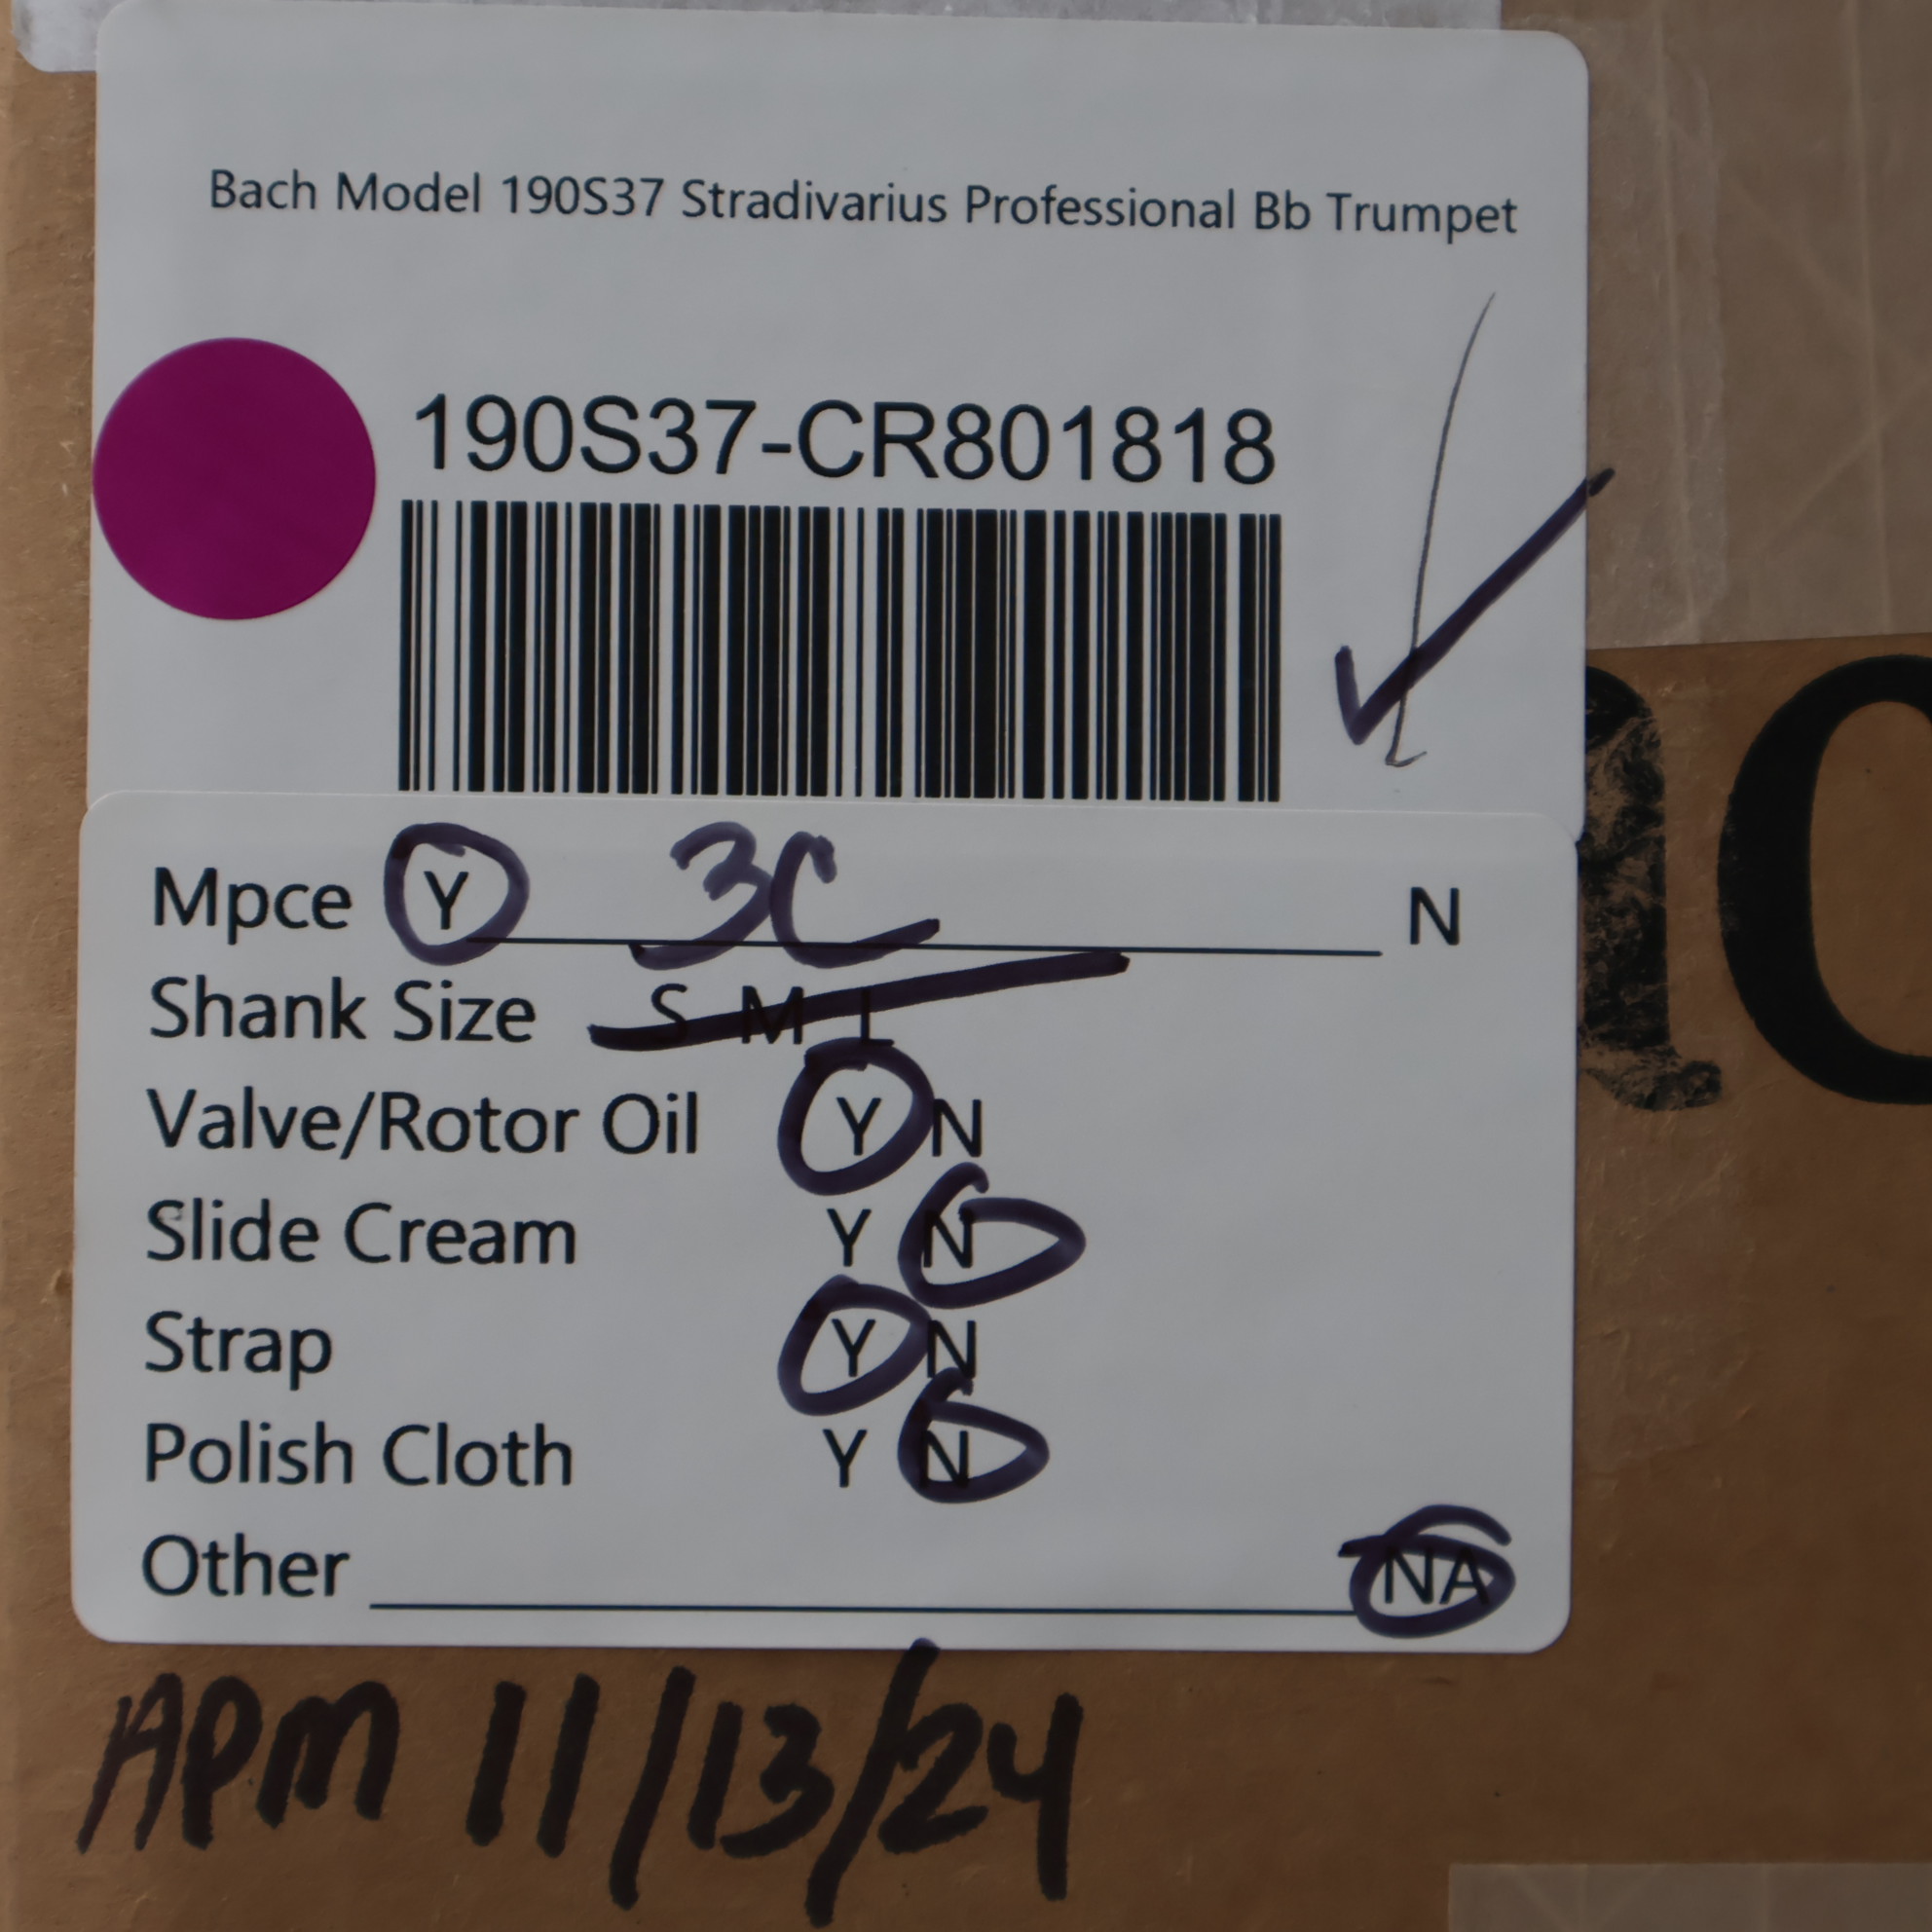 Bach Model 190S37 Stradivarius Professional Bb Trumpet
190S37-CR801818
Mpce Y 3C N
Shank Size S M L
Valve/Rotor Oil Y N
Slide Cream Y N
Strap Y N
Polish Cloth Y N
Other NA
APM 11/13/24